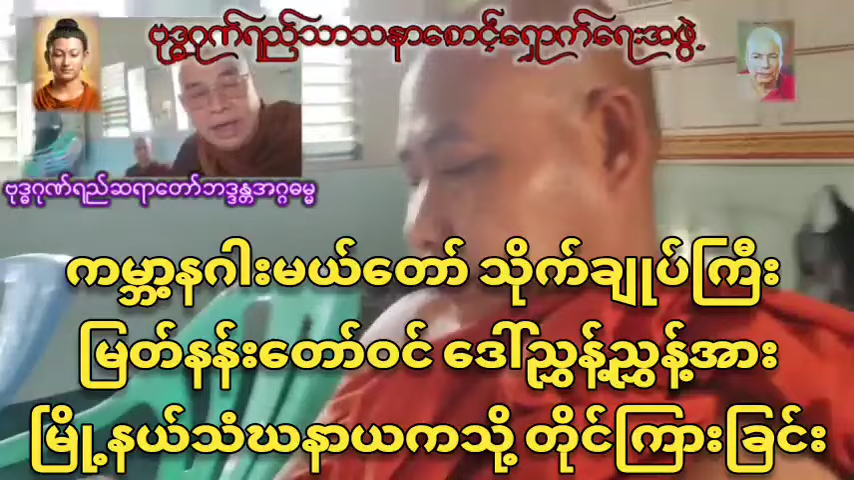 ဗုဒ္ဓဂုဏ်ရည်သာသနာစောင့်ရှောက်ရေးအဖွဲ့
ဗုဒ္ဓဂုဏ်ရည်ဆရာတော်ဘဒ္ဒန္တအဂ္ဂဓမ္မ
ကမ္ဘာ့နဂါးမယ်တော် သိုက်ချုပ်ကြီး
မြတ်နန်းတော်ဝင် ဒေါ်ညွှန့်ညွှန့်အား
မြို့နယ်သံဃနာယကသို့ တိုင်ကြားခြင်း